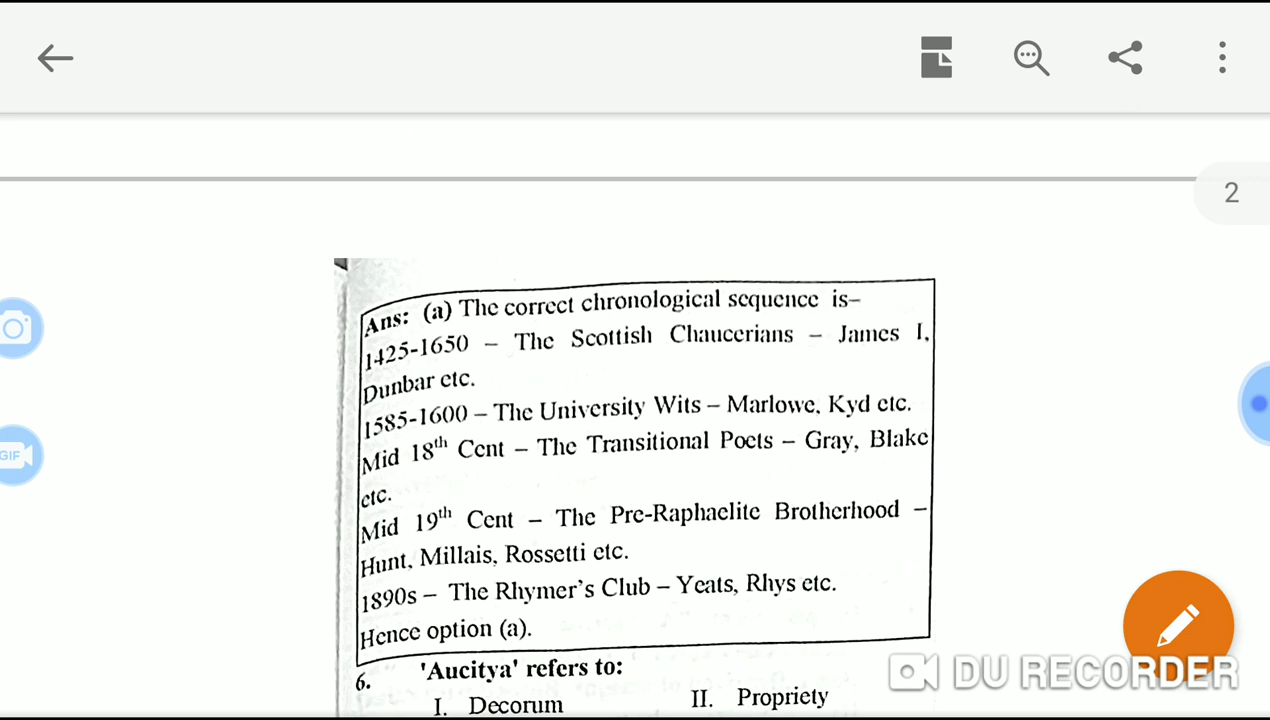 2
Ans: (a) The correct chronological sequence is–
1425-1650 – The Scottish Chaucerians – James I,
Dunbar etc.
1585-1600 – The University Wits – Marlowe, Kyd etc.
Mid 18th Cent – The Transitional Poets – Gray, Blake
etc.
Mid 19th Cent – The Pre-Raphaelite Brotherhood –
Hunt, Millais, Rossetti etc.
1890s – The Rhymer's Club – Yeats, Rhys etc.
Hence option (a).
6. 'Aucitya' refers to:
I. Decorum II. Propriety
GIF
DU RECORDER